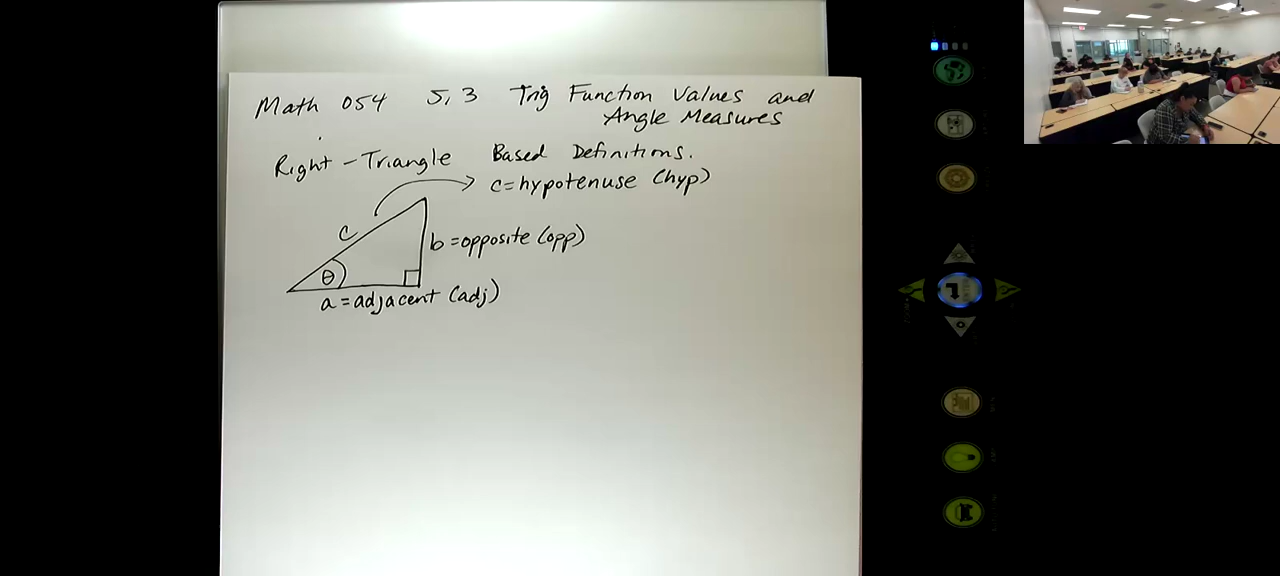 Math 054 5.3 Trig Function Values and
Angle Measures
Right-Triangle Based Definitions.
c = hypotenuse (hyp)
c
b = opposite (opp)
θ
a = adjacent (adj)